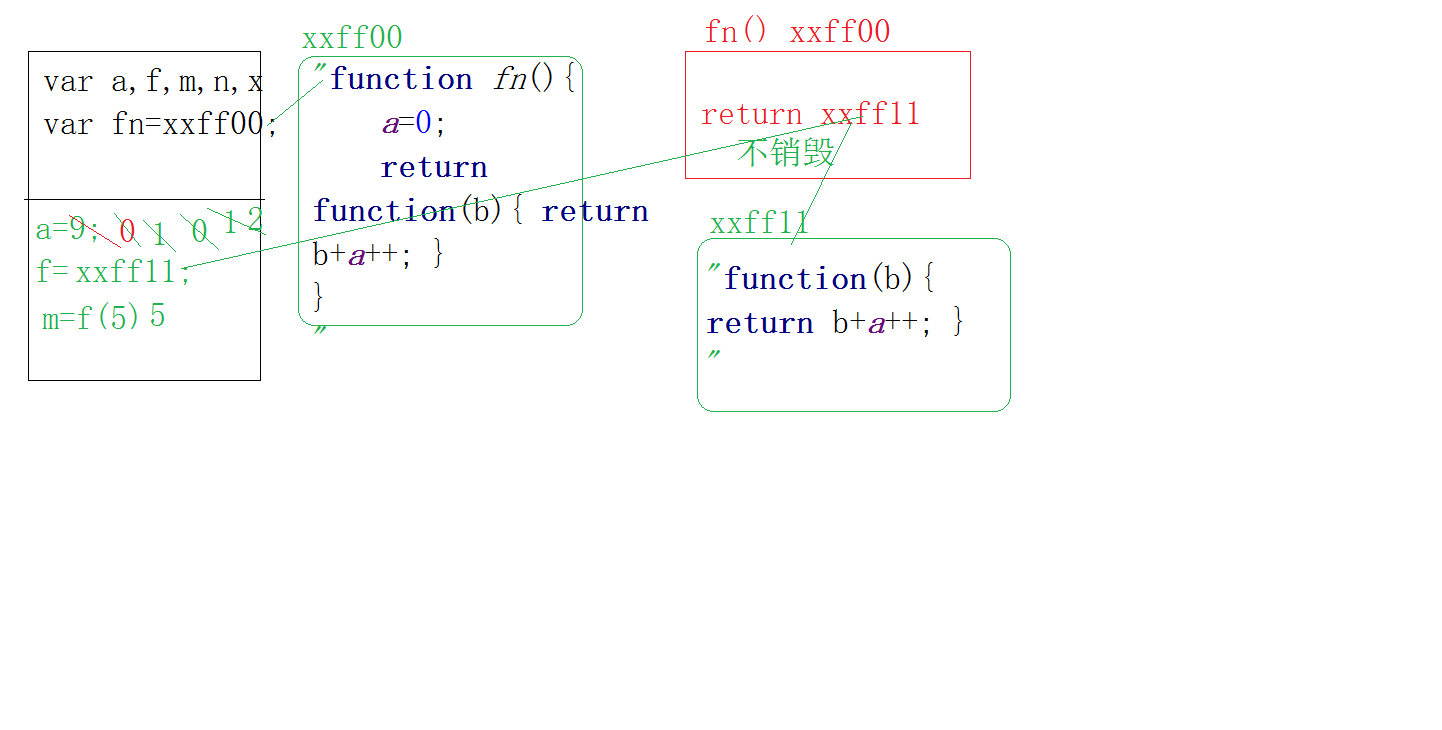 var a,f,m,n,x
var fn=xxff00;
a=9; 0 1 0 1 2
f= xxff11;
m=f(5) 5
xxff00
"function fn(){
a=0;
return
function(b){ return
b+a++; }
}
"
fn() xxff00
return xxff11
不销毁
xxff11
"function(b){
return b+a++; }
"